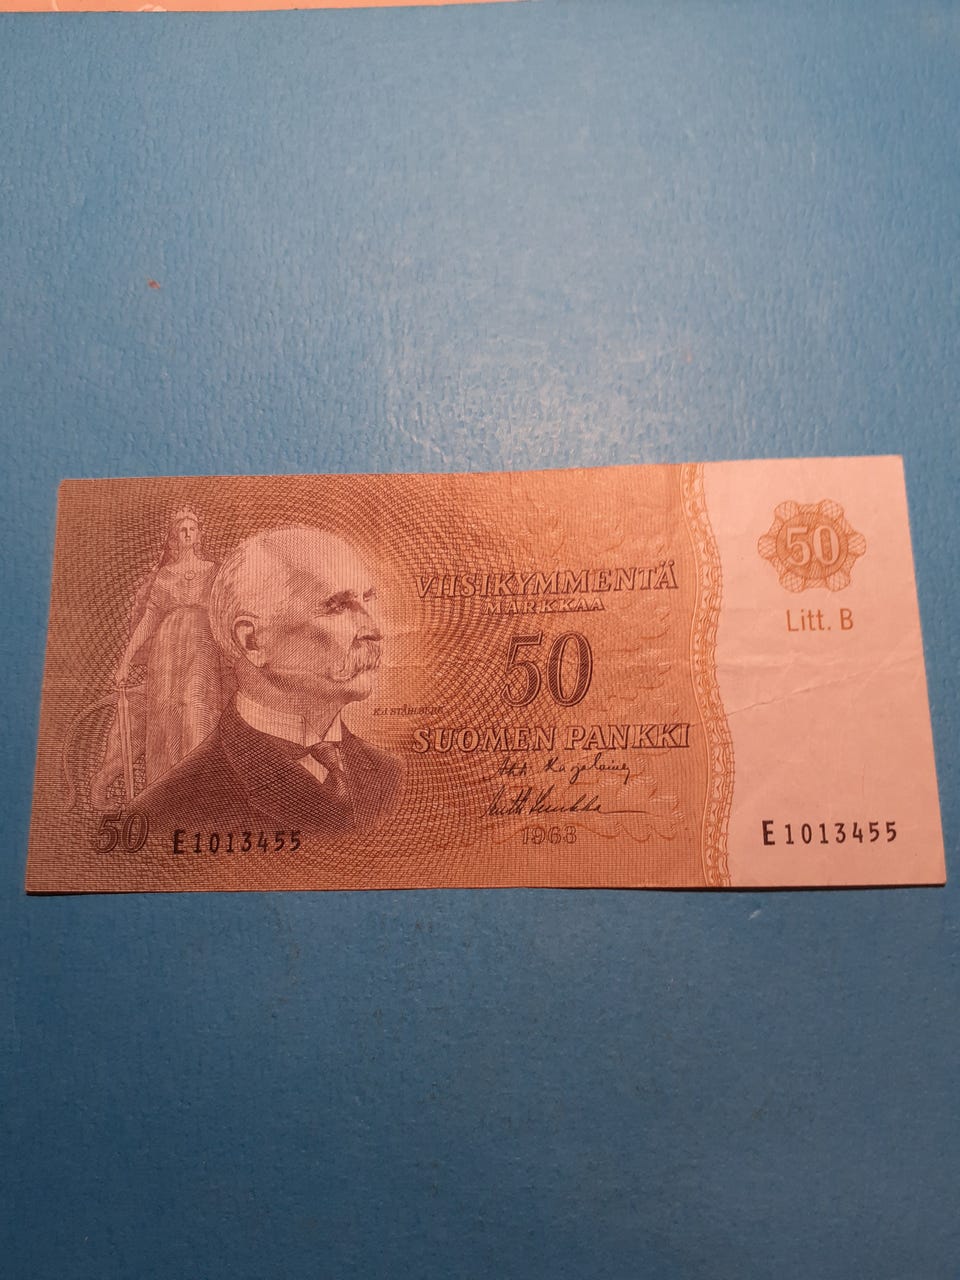 50
Litt. B
VIISIKYMMENTÄ
MARKKAA
50
K.J. STÅHLBERG
SUOMEN PANKKI
1963
50
E1013455
E1013455